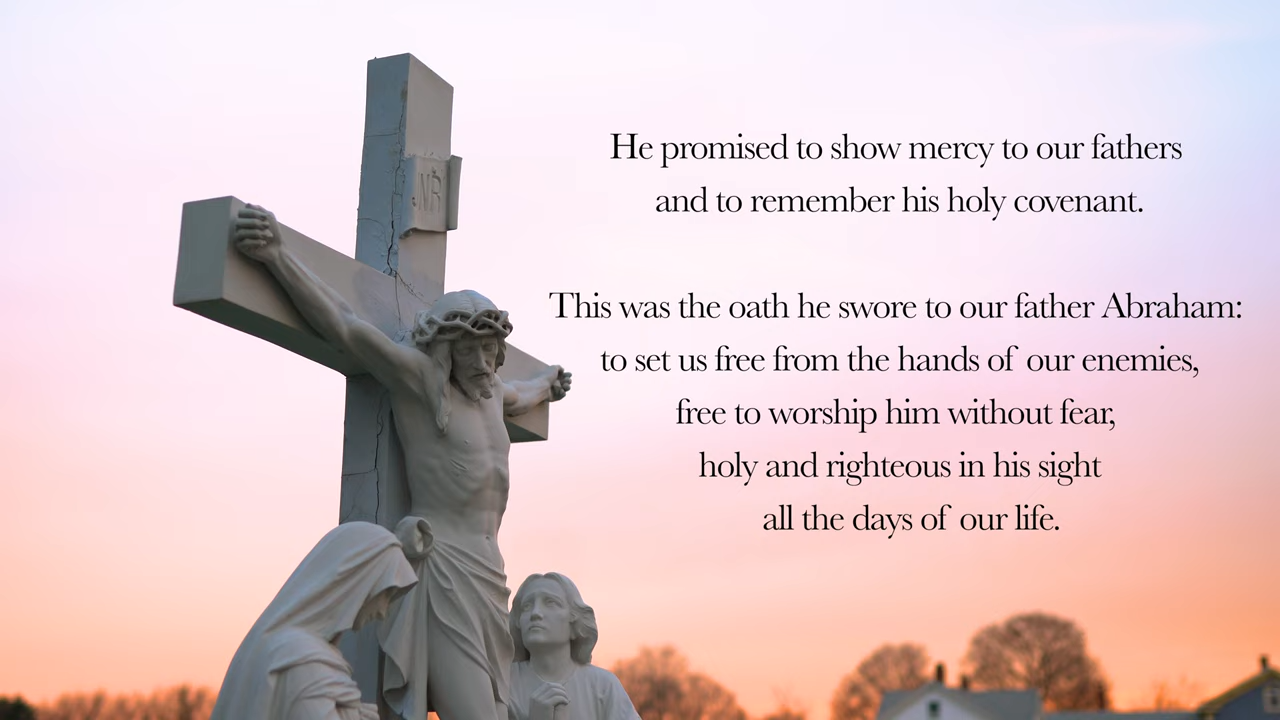 INRI
He promised to show mercy to our fathers
and to remember his holy covenant.
This was the oath he swore to our father Abraham:
to set us free from the hands of our enemies,
free to worship him without fear,
holy and righteous in his sight
all the days of our life.